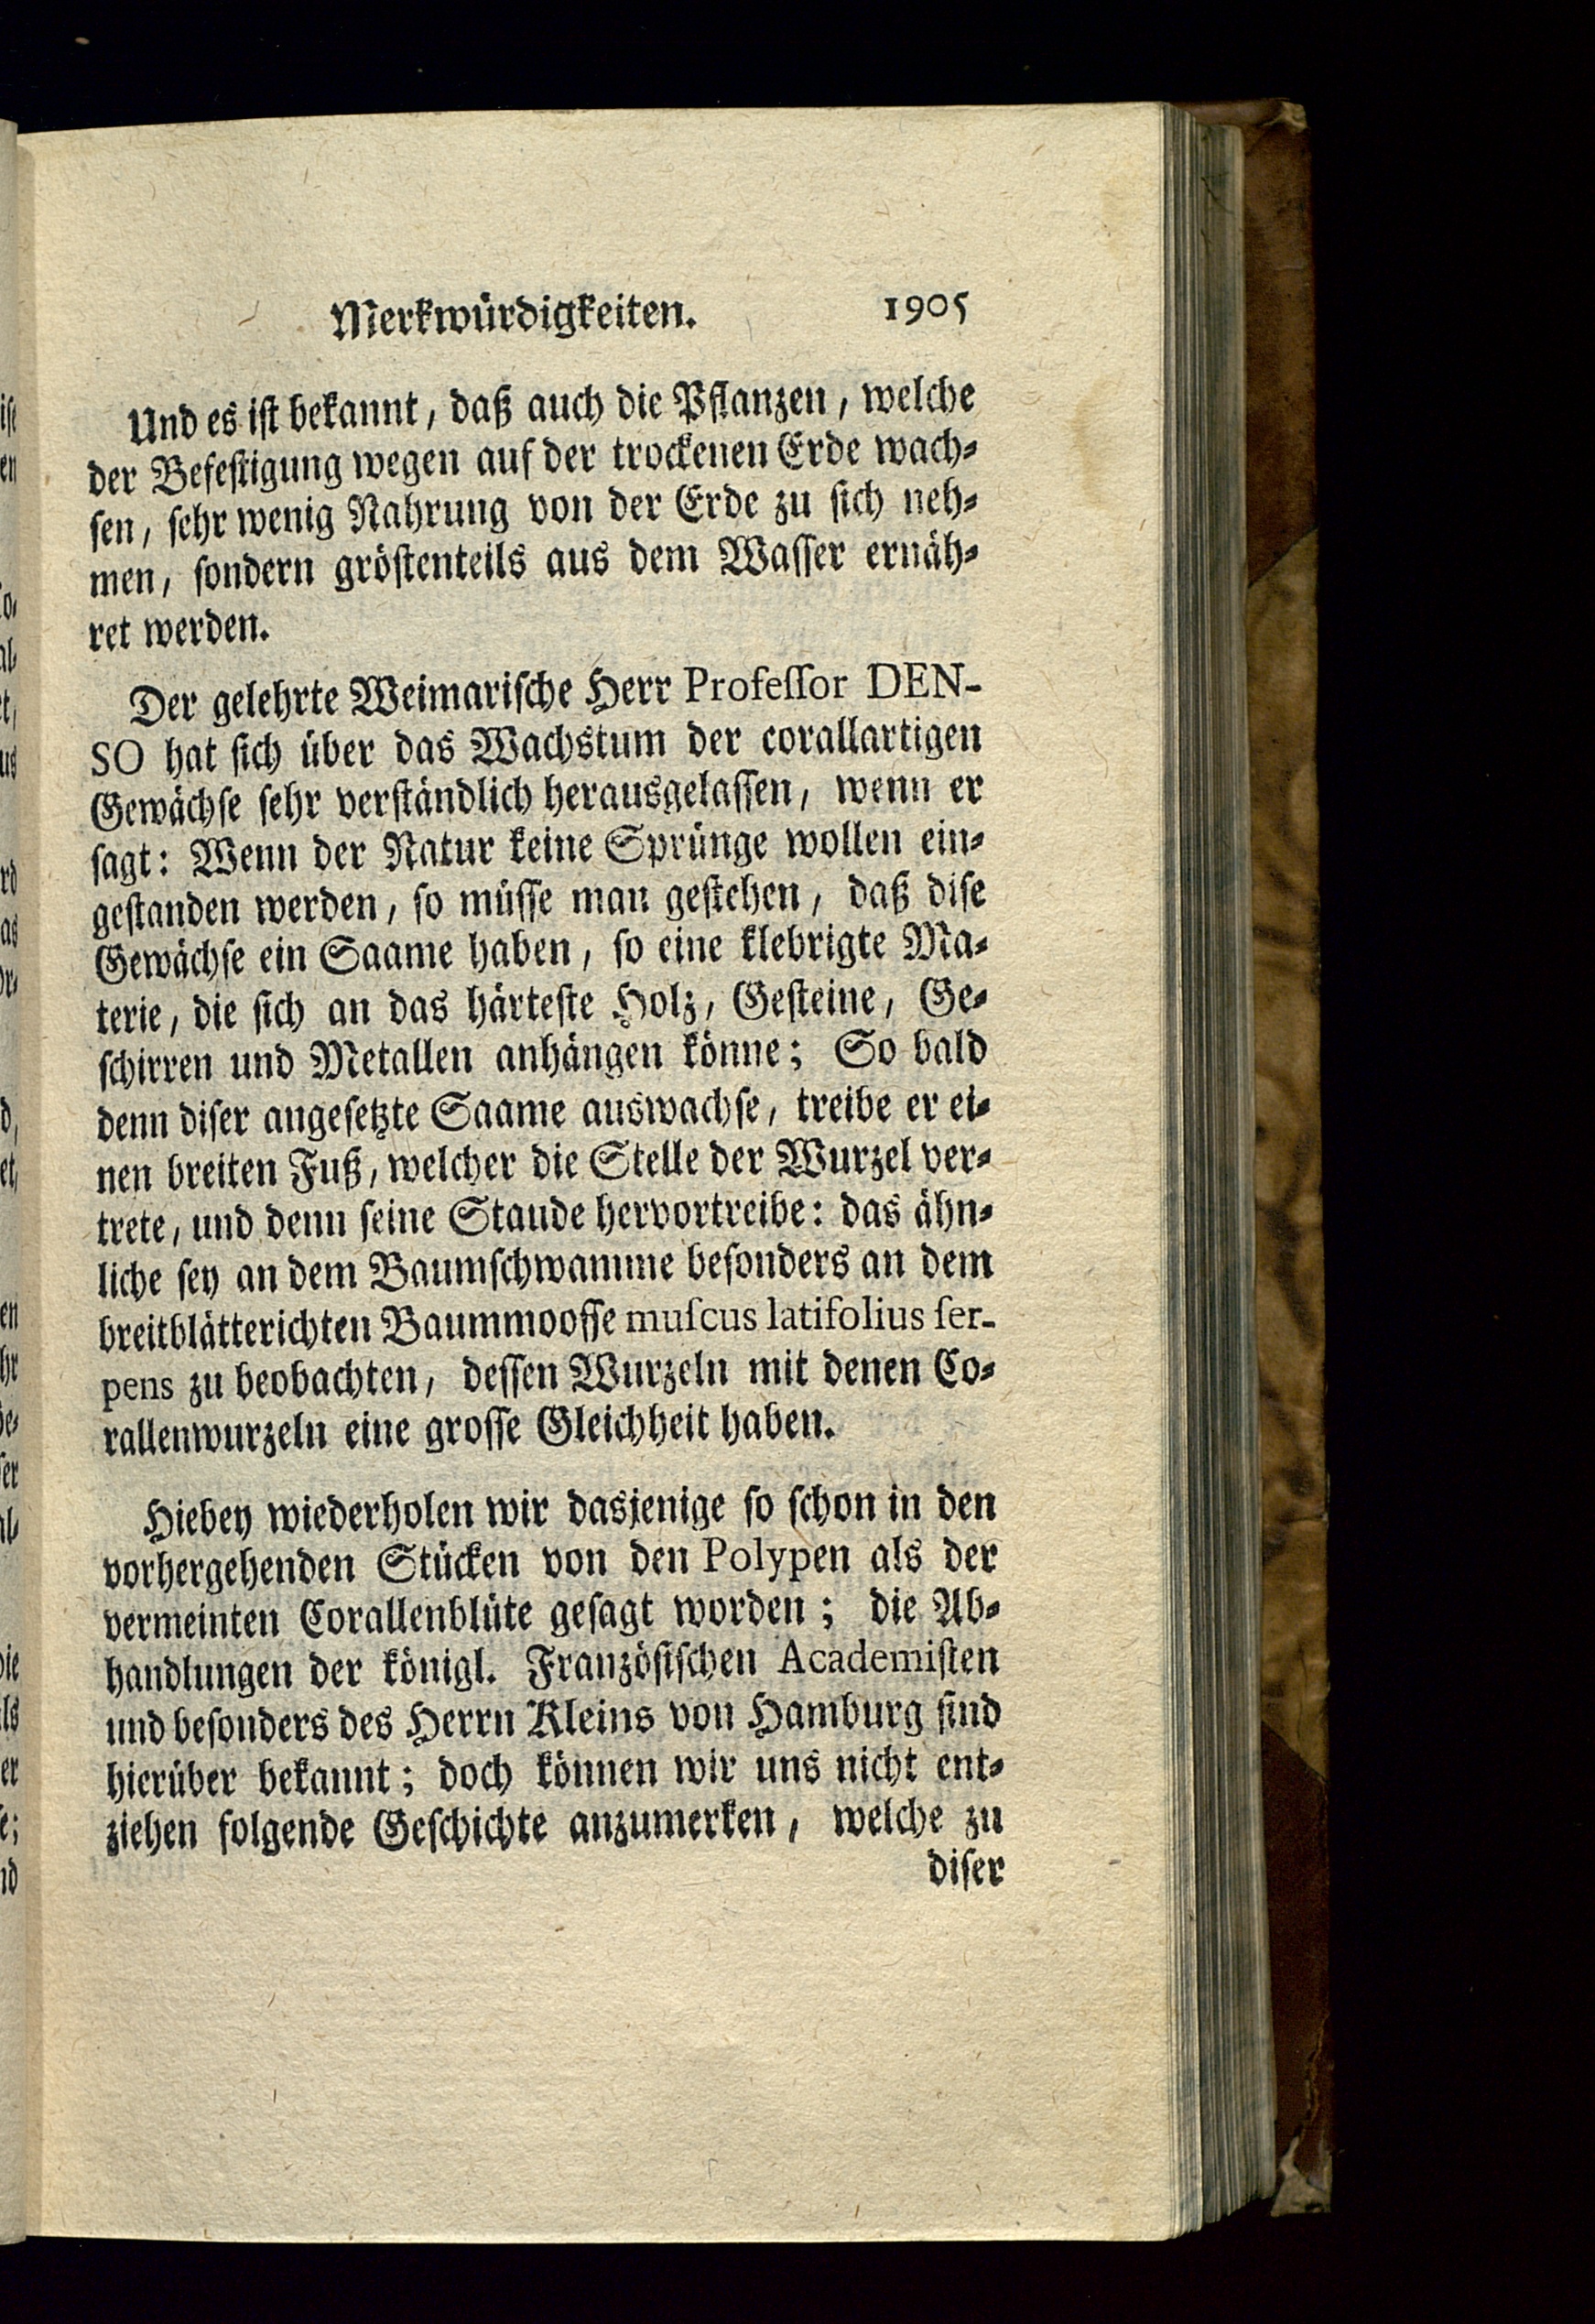 Merkwürdigkeiten. 1905
Und es iſt bekannt, daß auch die Pflanzen, welche
der Befeſtigung wegen auf der trockenen Erde wach⸗
ſen, ſehr wenig Nahrung von der Erde zu ſich neh⸗
men, ſondern gröſtenteils aus dem Waſſer ernäh⸗
ret werden.
Der gelehrte Weimariſche Herr Profeſſor DEN-
SO hat ſich über das Wachstum der corallartigen
Gewächſe ſehr verſtändlich herausgelaſſen, wenn er
ſagt: Wenn der Natur keine Sprünge wollen ein⸗
geſtanden werden, ſo müſſe man geſtehen, daß diſe
Gewächſe ein Saame haben, ſo eine klebrigte Ma⸗
terie, die ſich an das härteſte Holz, Geſteine, Ge⸗
ſchirren und Metallen anhängen könne; So bald
denn diſer angeſetzte Saame auswachſe, treibe er ei⸗
nen breiten Fuß, welcher die Stelle der Wurzel ver⸗
trete, und denn ſeine Staude hervortreibe: das ähn⸗
liche ſey an dem Baumſchwamme beſonders an dem
breitblätterichten Baummooſſe muſcus latifolius ſer-
pens zu beobachten, deſſen Wurzeln mit denen Co⸗
rallenwurzeln eine groſſe Gleichheit haben.
Hiebey wiederholen wir dasjenige ſo ſchon in den
vorhergehenden Stücken von den Polypen als der
vermeinten Corallenblüte geſagt worden; die Ab⸗
handlungen der königl. Franzöſiſchen Academiſten
und beſonders des Herrn Kleins von Hamburg ſind
hierüber bekannt; doch können wir uns nicht ent⸗
ziehen folgende Geſchichte anzumerken, welche zu
diſer